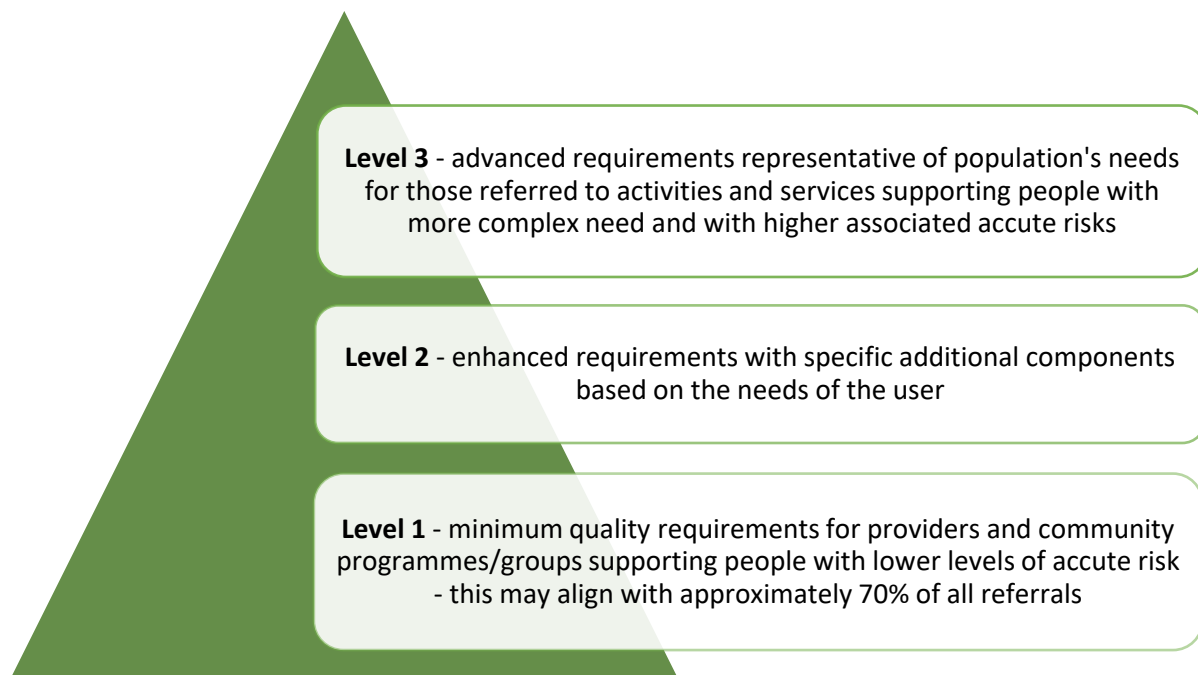 Level 3 - advanced requirements representative of population's needs
for those referred to activities and services supporting people with
more complex need and with higher associated accute risks
Level 2 - enhanced requirements with specific additional components
based on the needs of the user
Level 1 - minimum quality requirements for providers and community
programmes/groups supporting people with lower levels of accute risk
- this may align with approximately 70% of all referrals